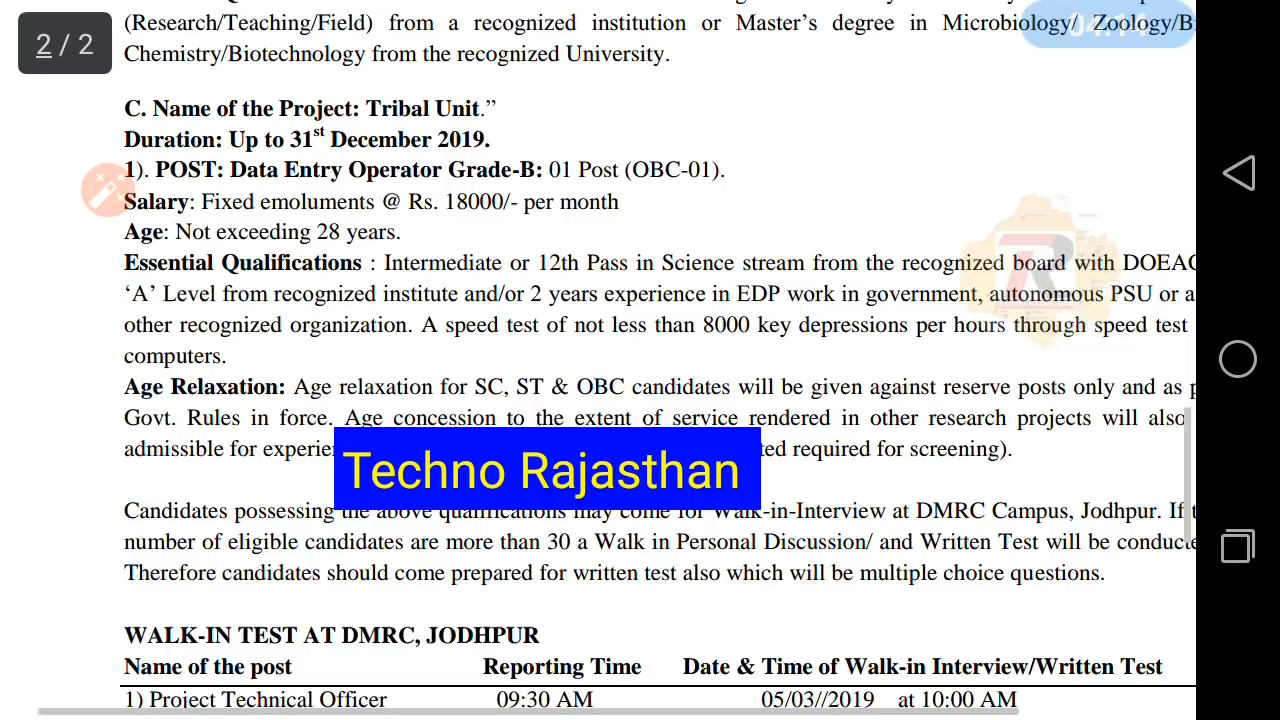 2 / 2
(Research/Teaching/Field) from a recognized institution or Master's degree in Microbiology/ Zoology/Bi
Chemistry/Biotechnology from the recognized University.
C. Name of the Project: Tribal Unit.”
Duration: Up to 31st December 2019.
1). POST: Data Entry Operator Grade-B: 01 Post (OBC-01).
Salary: Fixed emoluments @ Rs. 18000/- per month
Age: Not exceeding 28 years.
Essential Qualifications : Intermediate or 12th Pass in Science stream from the recognized board with DOEAC
‘A’ Level from recognized institute and/or 2 years experience in EDP work in government, autonomous PSU or a
other recognized organization. A speed test of not less than 8000 key depressions per hours through speed test
computers.
Age Relaxation: Age relaxation for SC, ST & OBC candidates will be given against reserve posts only and as p
Govt. Rules in force. Age concession to the extent of service rendered in other research projects will also
admissible for experien ted required for screening).
Techno Rajasthan
Candidates possessing the above qualifications may come for Walk-in-Interview at DMRC Campus, Jodhpur. If t
number of eligible candidates are more than 30 a Walk in Personal Discussion/ and Written Test will be conducte
Therefore candidates should come prepared for written test also which will be multiple choice questions.
WALK-IN TEST AT DMRC, JODHPUR
Name of the post Reporting Time Date & Time of Walk-in Interview/Written Test
1) Project Technical Officer 09:30 AM 05/03//2019 at 10:00 AM